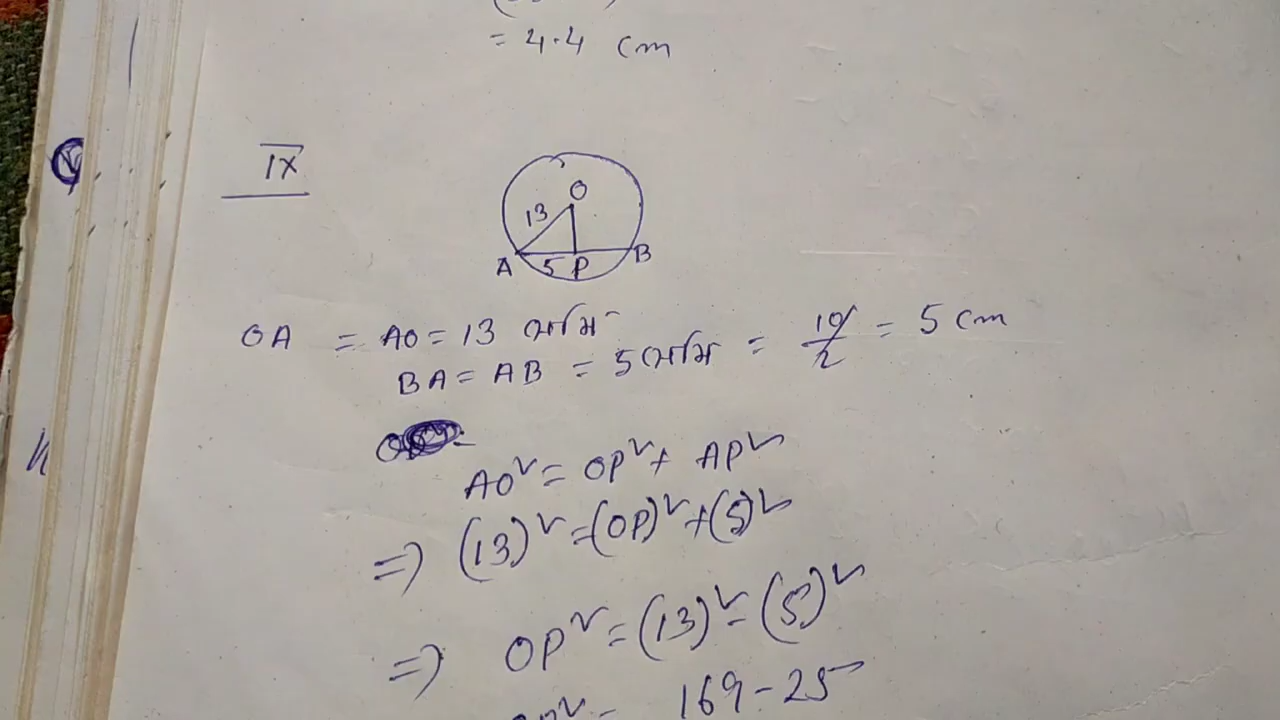 = 4.4 cm
IX
O
13
A 5 P B
OA = AO = 13 সেমি
BA = AB = 5 সেমি = 10/2 = 5 cm
AO² = OP² + AP²
⇒ (13)² = (OP)² + (5)²
⇒ OP² = (13)² - (5)²
169 - 25